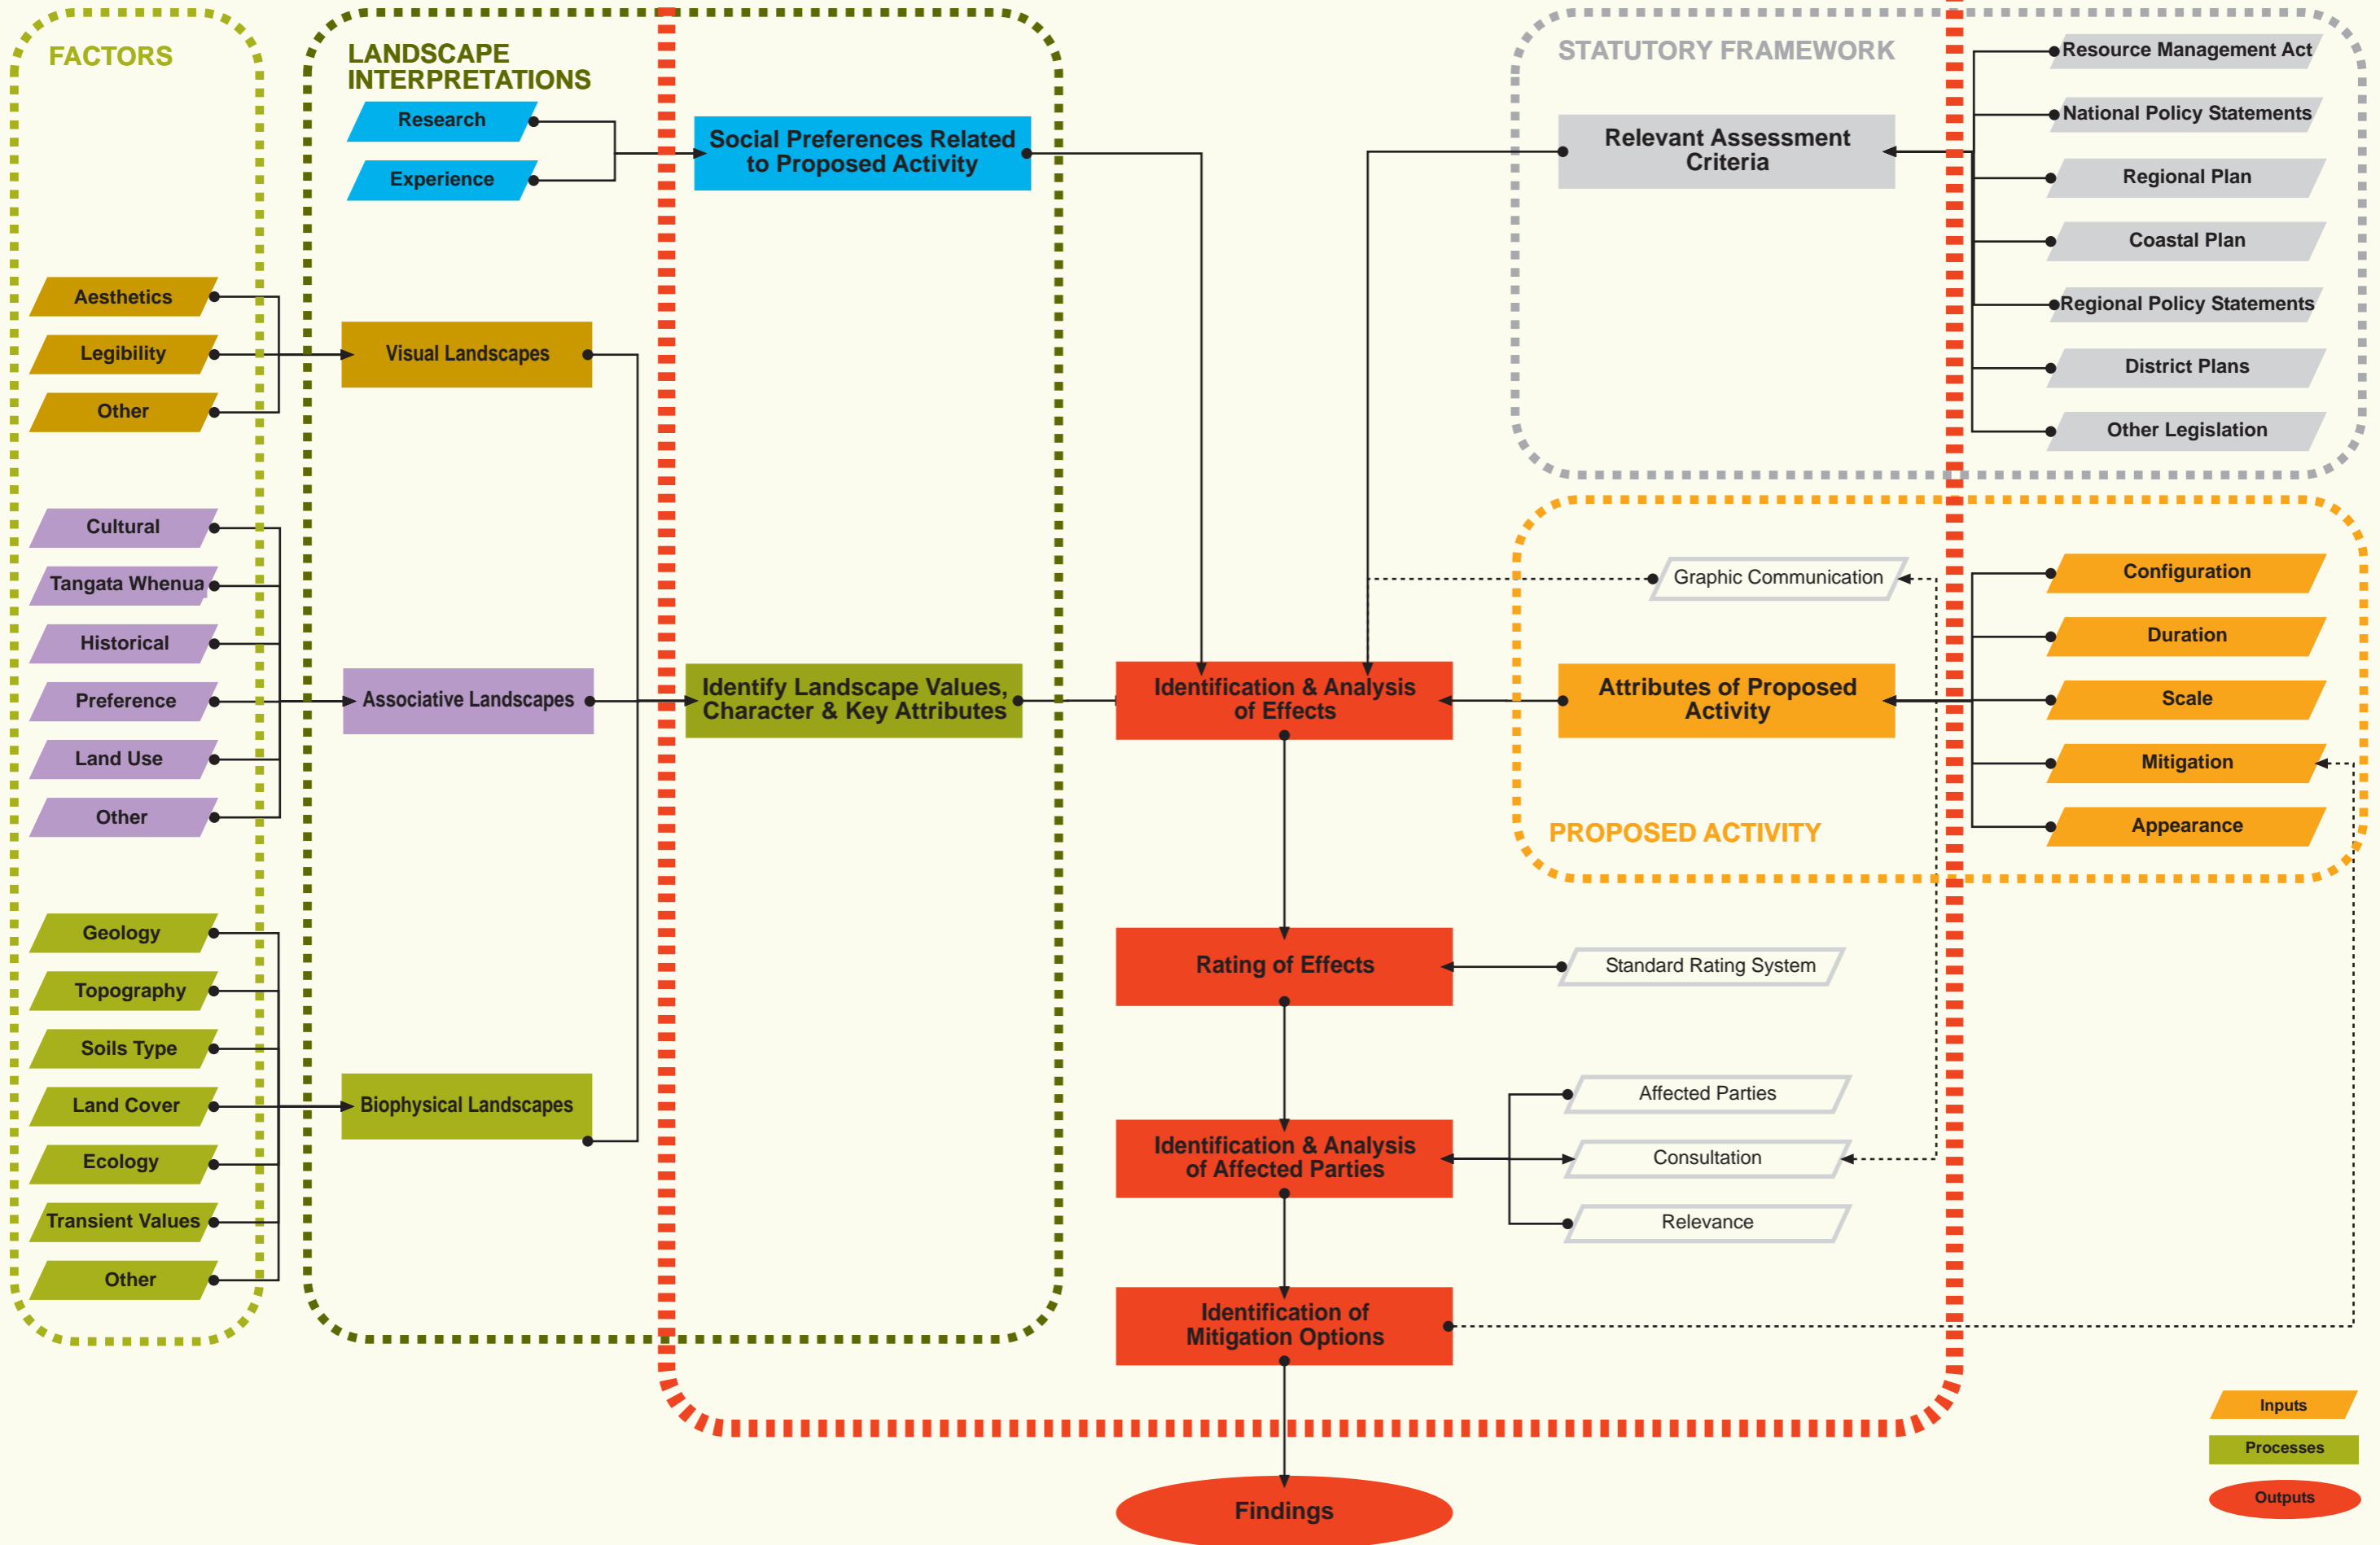 FACTORS
LANDSCAPE
INTERPRETATIONS
Research
Experience
Social Preferences Related
to Proposed Activity
Aesthetics
Legibility
Other
Visual Landscapes
Cultural
Tangata Whenua
Historical
Preference
Land Use
Other
Associative Landscapes
Identify Landscape Values,
Character & Key Attributes
Geology
Topography
Soils Type
Land Cover
Ecology
Transient Values
Other
Biophysical Landscapes
STATUTORY FRAMEWORK
Relevant Assessment
Criteria
Resource Management Act
National Policy Statements
Regional Plan
Coastal Plan
Regional Policy Statements
District Plans
Other Legislation
Graphic Communication
Identification & Analysis
of Effects
Attributes of Proposed
Activity
Configuration
Duration
Scale
Mitigation
Appearance
PROPOSED ACTIVITY
Rating of Effects
Standard Rating System
Identification & Analysis
of Affected Parties
Affected Parties
Consultation
Relevance
Identification of
Mitigation Options
Findings
Inputs
Processes
Outputs